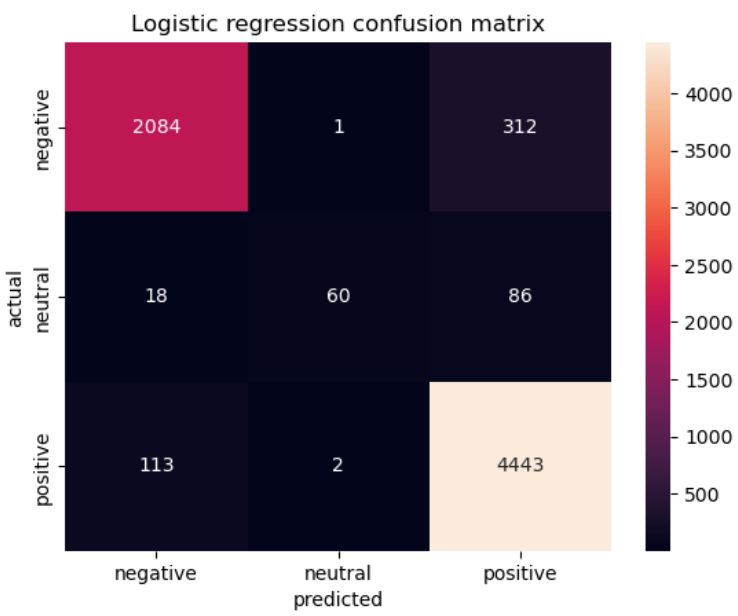 Logistic regression confusion matrix
negative
2084
1
312
4000
3500
3000
2500
2000
1500
1000
500
actual
neutral
18
60
86
positive
113
2
4443
negative
neutral
positive
predicted